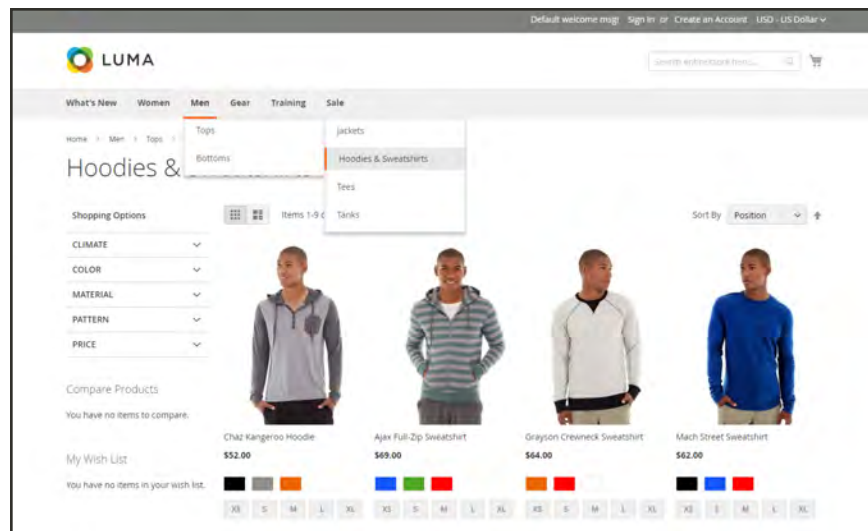 Default welcome msg! Sign In or Create an Account USD - US Dollar
LUMA
Search entire store here...
What's New Women Men Gear Training Sale
Home > Men > Tops >
Tops
Bottoms
Jackets
Hoodies & Sweatshirts
Tees
Tanks
Hoodies &
Shopping Options
Items 1-9
Sort By Position
CLIMATE
COLOR
MATERIAL
PATTERN
PRICE
Compare Products
You have no items to compare.
My Wish List
You have no items in your wish list.
Chaz Kangeroo Hoodie
$52.00
XS S M L XL
Ajax Full-Zip Sweatshirt
$69.00
XS S M L XL
Grayson Crewneck Sweatshirt
$64.00
XS S M L XL
Mach Street Sweatshirt
$62.00
XS S M L XL